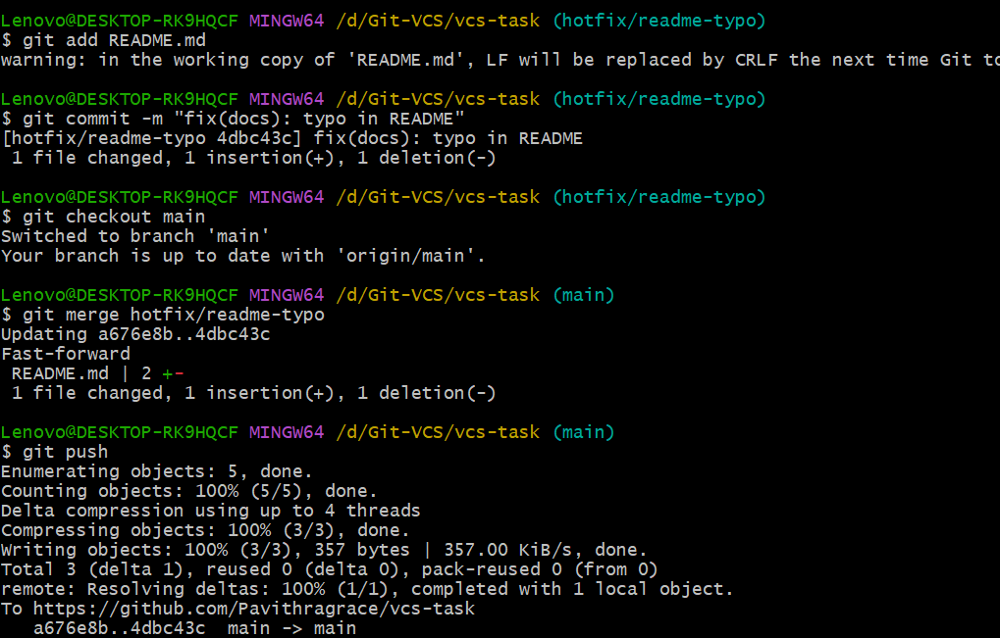 Lenovo@DESKTOP-RK9HQCF MINGW64 /d/Git-VCS/vcs-task (hotfix/readme-typo)
$ git add README.md
warning: in the working copy of 'README.md', LF will be replaced by CRLF the next time Git to
Lenovo@DESKTOP-RK9HQCF MINGW64 /d/Git-VCS/vcs-task (hotfix/readme-typo)
$ git commit -m "fix(docs): typo in README"
[hotfix/readme-typo 4dbc43c] fix(docs): typo in README
 1 file changed, 1 insertion(+), 1 deletion(-)
Lenovo@DESKTOP-RK9HQCF MINGW64 /d/Git-VCS/vcs-task (hotfix/readme-typo)
$ git checkout main
Switched to branch 'main'
Your branch is up to date with 'origin/main'.
Lenovo@DESKTOP-RK9HQCF MINGW64 /d/Git-VCS/vcs-task (main)
$ git merge hotfix/readme-typo
Updating a676e8b..4dbc43c
Fast-forward
 README.md | 2 +-
 1 file changed, 1 insertion(+), 1 deletion(-)
Lenovo@DESKTOP-RK9HQCF MINGW64 /d/Git-VCS/vcs-task (main)
$ git push
Enumerating objects: 5, done.
Counting objects: 100% (5/5), done.
Delta compression using up to 4 threads
Compressing objects: 100% (3/3), done.
Writing objects: 100% (3/3), 357 bytes | 357.00 KiB/s, done.
Total 3 (delta 1), reused 0 (delta 0), pack-reused 0 (from 0)
remote: Resolving deltas: 100% (1/1), completed with 1 local object.
To https://github.com/Pavithragrace/vcs-task
   a676e8b..4dbc43c  main -> main